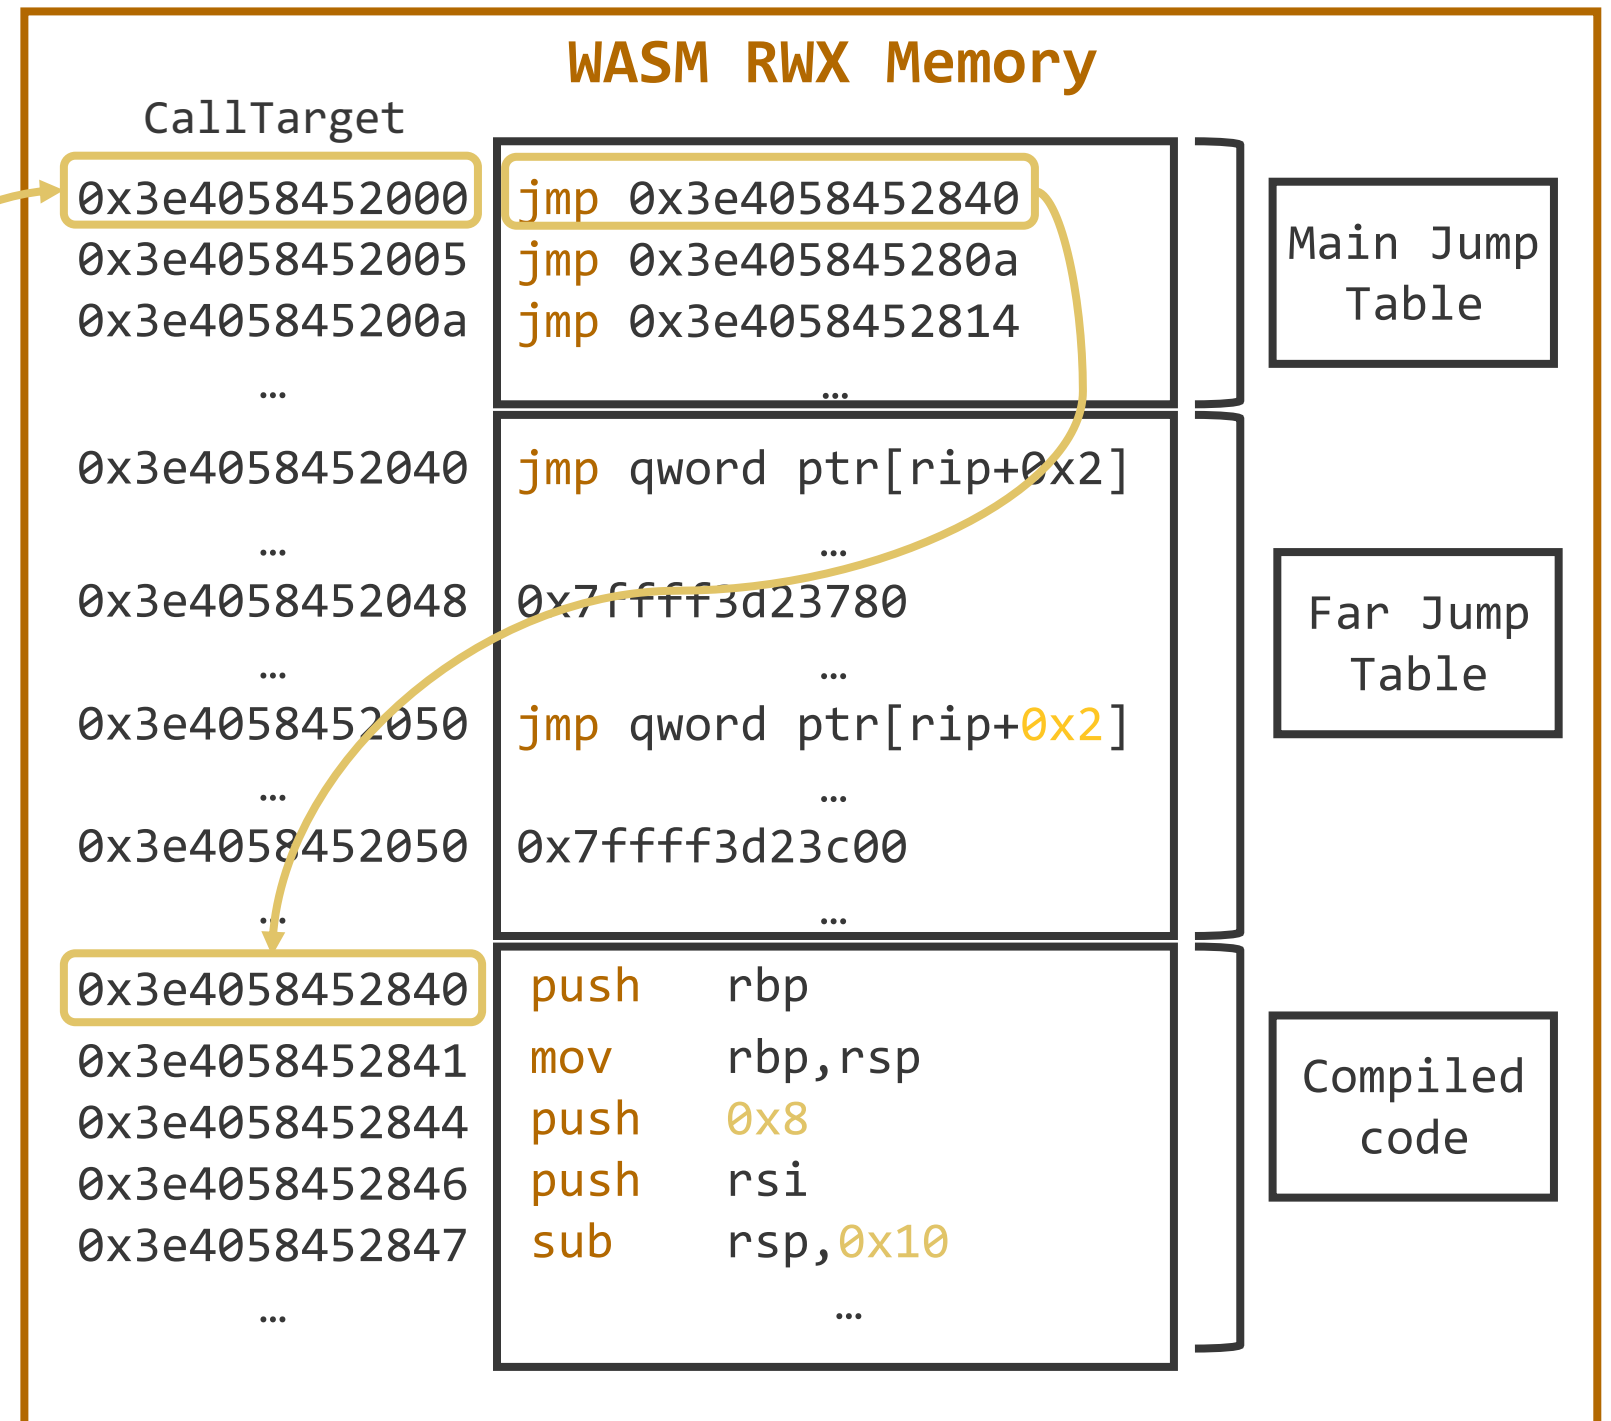 WASM RWX Memory
CallTarget
0x3e4058452000 jmp 0x3e4058452840
0x3e4058452005 jmp 0x3e405845280a
0x3e405845200a jmp 0x3e4058452814
… …
Main Jump
Table
0x3e4058452040 jmp qword ptr[rip+0x2]
… …
0x3e4058452048 0x7ffff3d23780
… …
0x3e4058452050 jmp qword ptr[rip+0x2]
… …
0x3e4058452050 0x7ffff3d23c00
… …
Far Jump
Table
0x3e4058452840 push rbp
0x3e4058452841 mov rbp,rsp
0x3e4058452844 push 0x8
0x3e4058452846 push rsi
0x3e4058452847 sub rsp,0x10
… …
Compiled
code